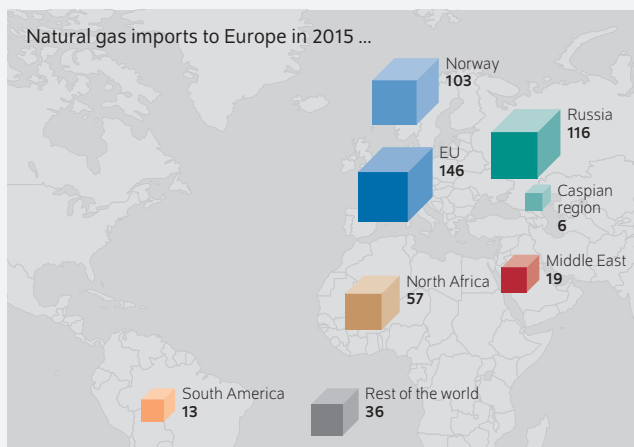 Natural gas imports to Europe in 2015 ...
Norway
103
Russia
116
EU
146
Caspian
region
6
Middle East
19
North Africa
57
South America
13
Rest of the world
36